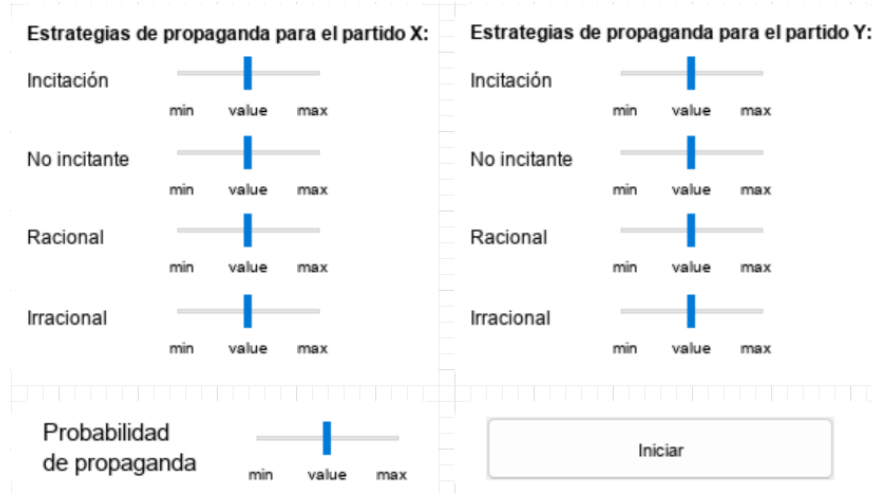 Estrategias de propaganda para el partido X:
Incitación
min value max
No incitante
min value max
Racional
min value max
Irracional
min value max
Estrategias de propaganda para el partido Y:
Incitación
min value max
No incitante
min value max
Racional
min value max
Irracional
min value max
Probabilidad
de propaganda
min value max
Iniciar